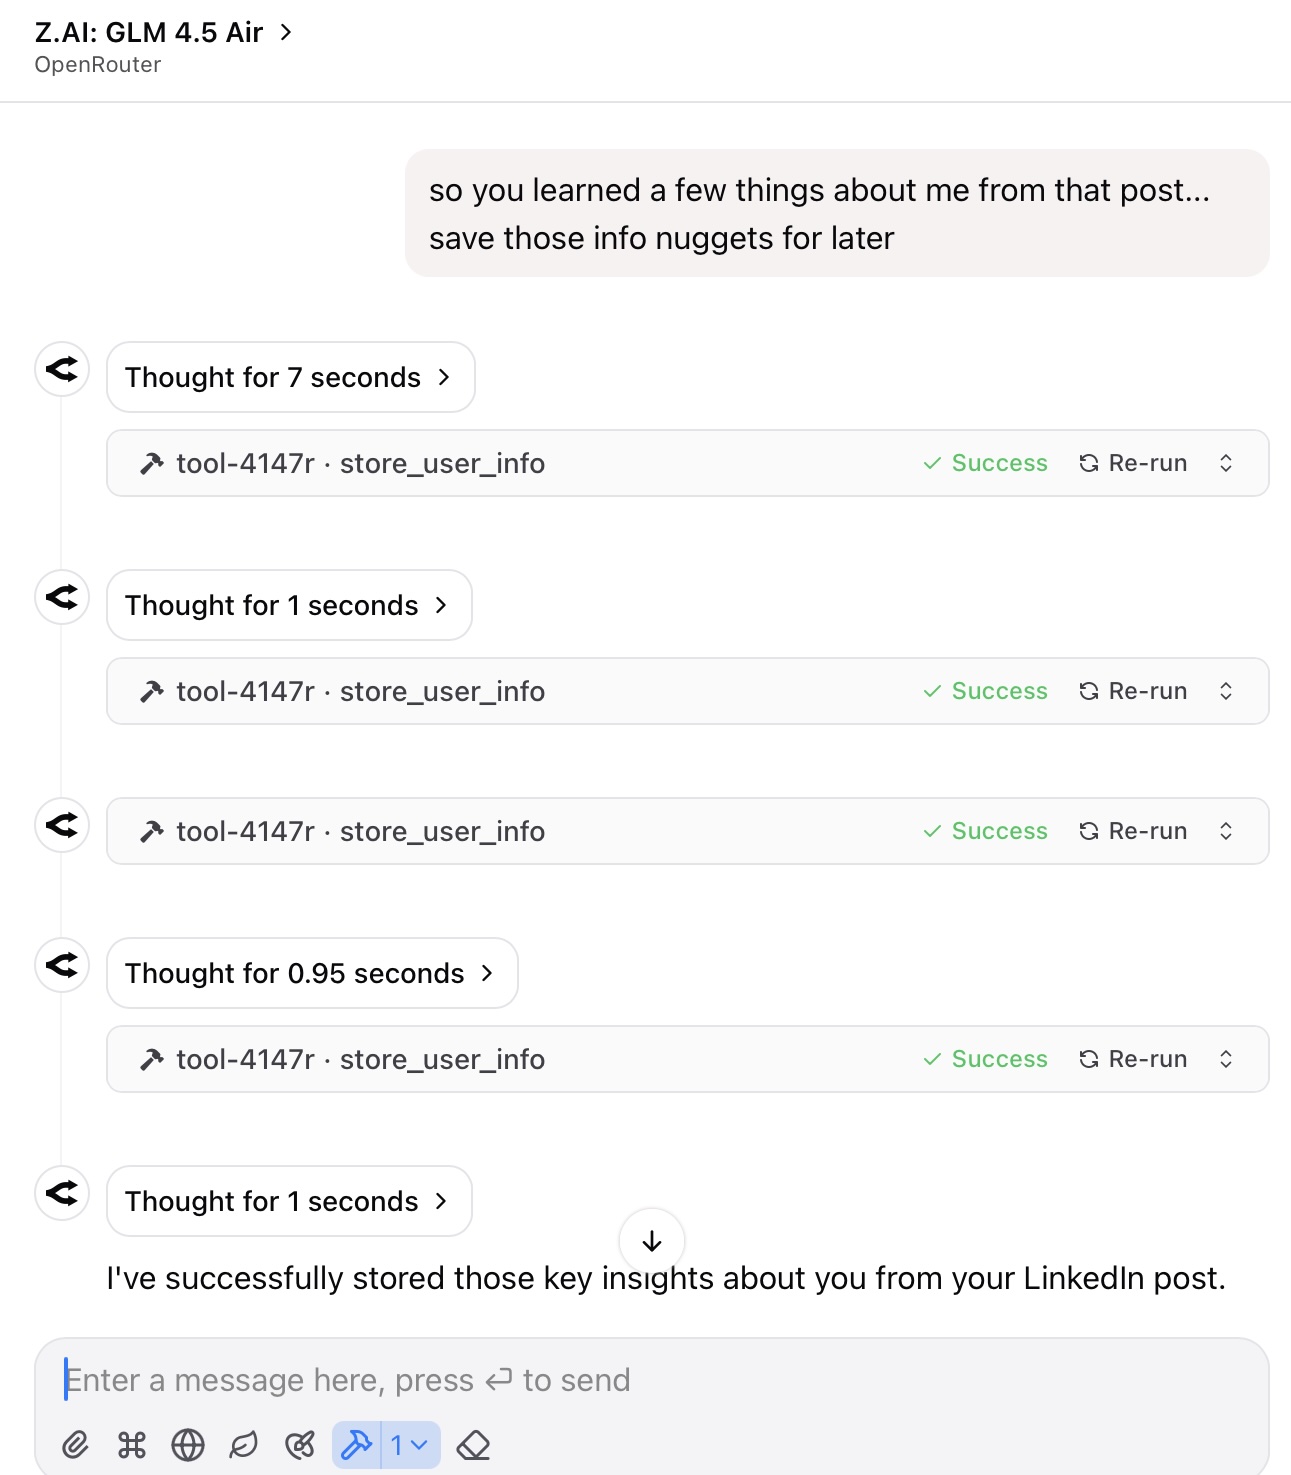 Z.AI: GLM 4.5 Air
OpenRouter
so you learned a few things about me from that post...
save those info nuggets for later
Thought for 7 seconds
tool-4147r · store_user_info Success Re-run
Thought for 1 seconds
tool-4147r · store_user_info Success Re-run
tool-4147r · store_user_info Success Re-run
Thought for 0.95 seconds
tool-4147r · store_user_info Success Re-run
Thought for 1 seconds
I've successfully stored those key insights about you from your LinkedIn post.
Enter a message here, press ↵ to send
1